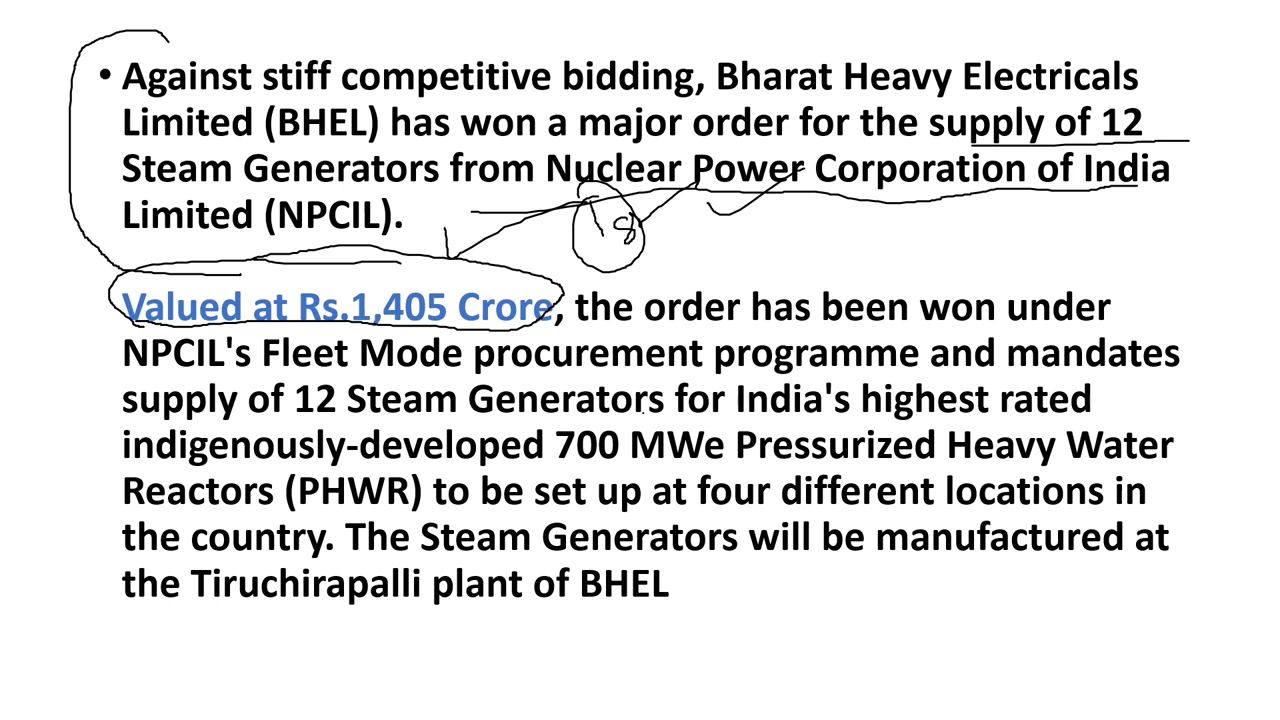 • Against stiff competitive bidding, Bharat Heavy Electricals
Limited (BHEL) has won a major order for the supply of 12
Steam Generators from Nuclear Power Corporation of India
Limited (NPCIL).
Valued at Rs.1,405 Crore, the order has been won under
NPCIL's Fleet Mode procurement programme and mandates
supply of 12 Steam Generators for India's highest rated
indigenously-developed 700 MWe Pressurized Heavy Water
Reactors (PHWR) to be set up at four different locations in
the country. The Steam Generators will be manufactured at
the Tiruchirapalli plant of BHEL